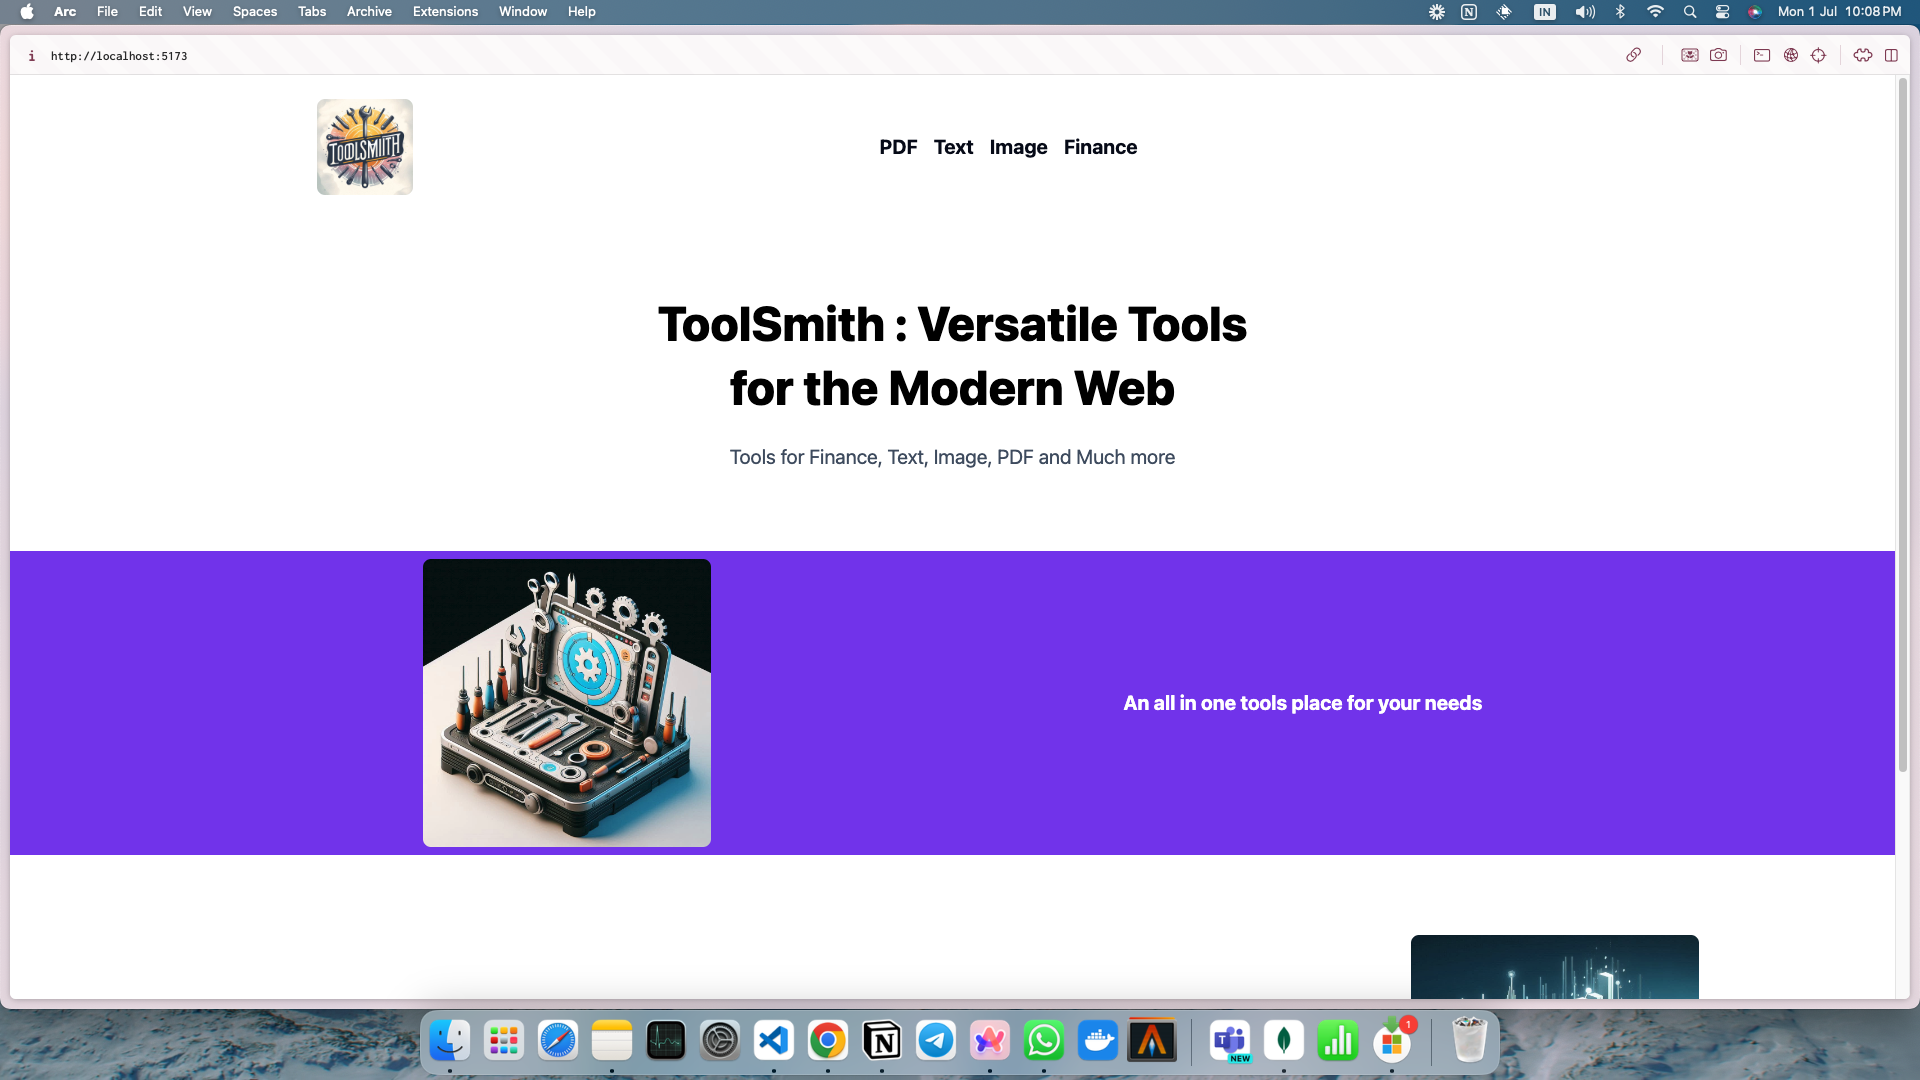 Arc File Edit View Spaces Tabs Archive Extensions Window Help
IN
Mon 1 Jul 10:08 PM
i http://localhost:5173
TOOLSMIITH
PDF Text Image Finance
ToolSmith : Versatile Tools
for the Modern Web
Tools for Finance, Text, Image, PDF and Much more
An all in one tools place for your needs
NEW
1